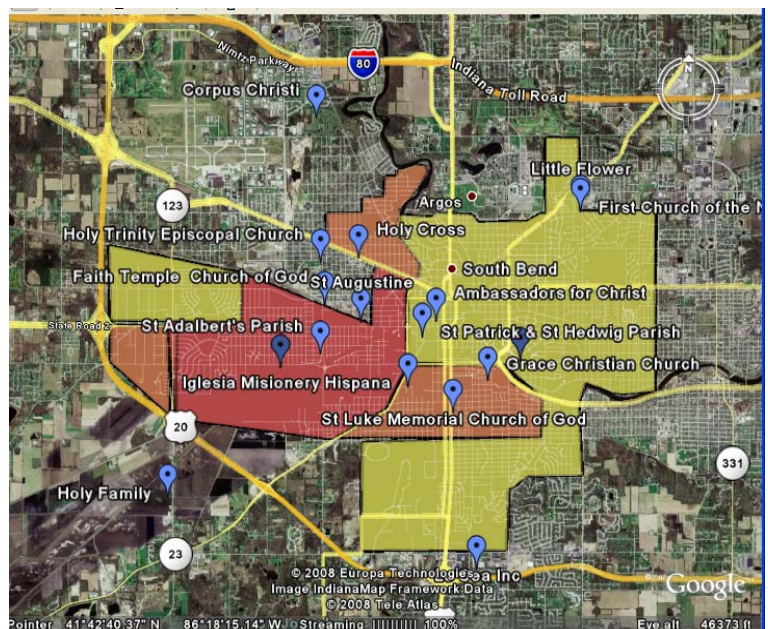 Nimtz Parkway
80
Indiana Toll Road
Corpus Christi
N
Little Flower
Argos
First Church of the N
123
Holy Trinity Episcopal Church
Holy Cross
South Bend
Faith Temple Church of God
St Augustine
Ambassadors for Christ
State Road 2
St Adalbert's Parish
St Patrick & St Hedwig Parish
Grace Christian Church
Iglesia Misionery Hispana
St Luke Memorial Church of God
20
331
Holy Family
23
Inc
© 2008 Europa Technologies
Image IndianaMap Framework Data
© 2008 Tele Atlas
Google
Pointer 41°42'40.37" N 86°18'15.14" W Streaming 100% Eye alt 46373 ft